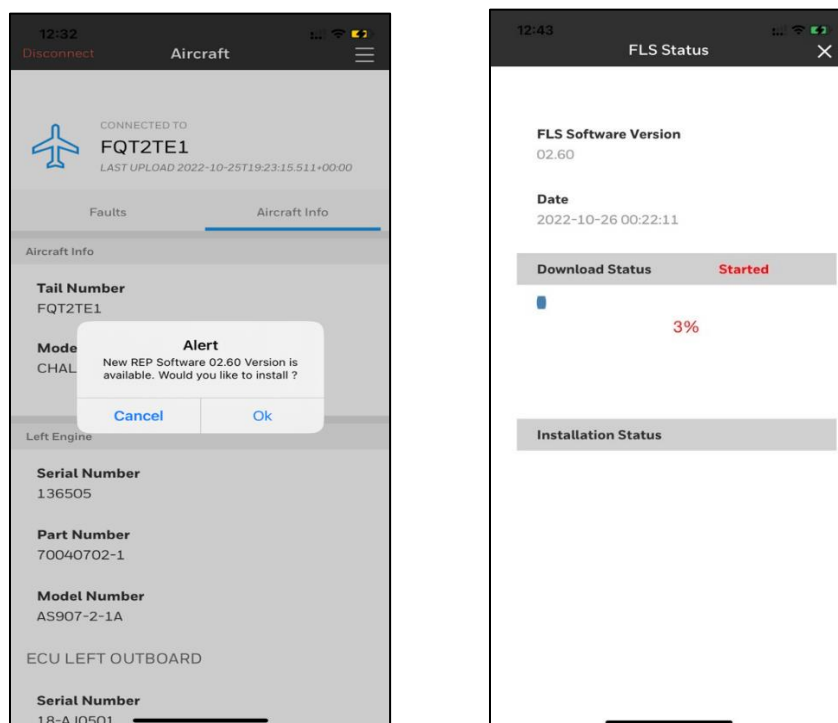 12:32
Disconnect
Aircraft
CONNECTED TO
FQT2TE1
LAST UPLOAD 2022-10-25T19:23:15.511+00:00
Faults
Aircraft Info
Aircraft Info
Tail Number
FQT2TE1
Mode
CHAL
Alert
New REP Software 02.60 Version is
available. Would you like to install ?
Cancel
Ok
Left Engine
Serial Number
136505
Part Number
70040702-1
Model Number
AS907-2-1A
ECU LEFT OUTBOARD
Serial Number
18-AJ0501
12:43
FLS Status
FLS Software Version
02.60
Date
2022-10-26 00:22:11
Download Status
Started
3%
Installation Status